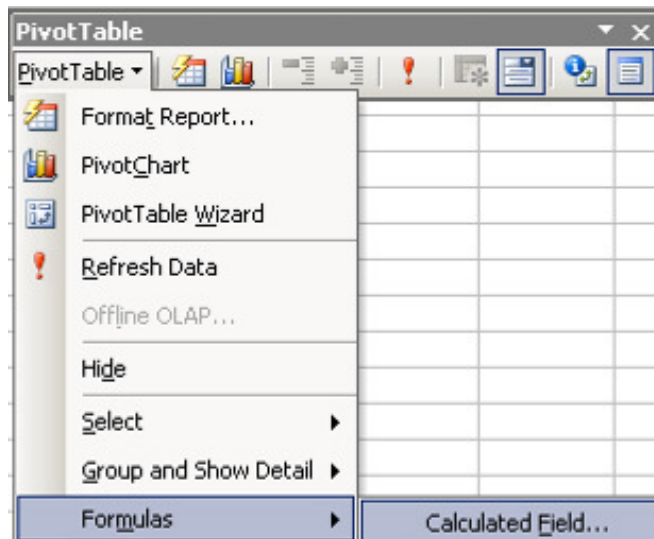 PivotTable
PivotTable
Format Report...
PivotChart
PivotTable Wizard
Refresh Data
Offline OLAP...
Hide
Select
Group and Show Detail
Formulas
Calculated Field...